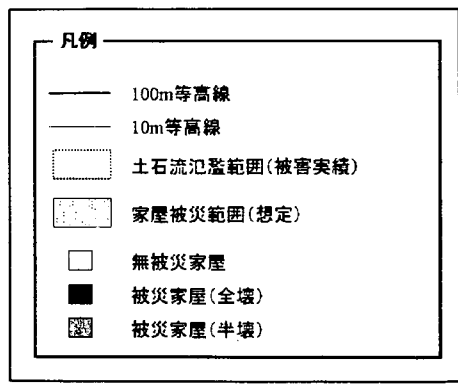 凡例
100m等高線
10m等高線
土石流氾濫範囲(被害実績)
家屋被災範囲(想定)
無被災家屋
被災家屋(全壊)
被災家屋(半壊)